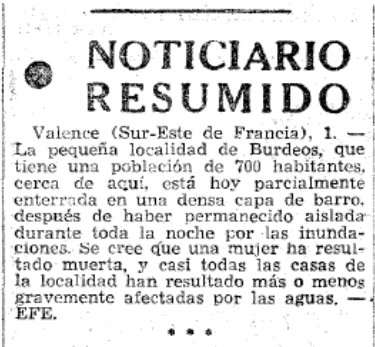 NOTICIARIO
RESUMIDO
Valence (Sur-Este de Francia), 1. —
La pequeña localidad de Burdeos, que
tiene una población de 700 habitantes,
cerca de aquí, está hoy parcialmente
enterrada en una densa capa de barro,
después de haber permanecido aislada
durante toda la noche por las inunda-
ciones. Se cree que una mujer ha resul-
tado muerta, y casi todas las casas de
la localidad han resultado más o menos
gravemente afectadas por las aguas. —
EFE.
* * *